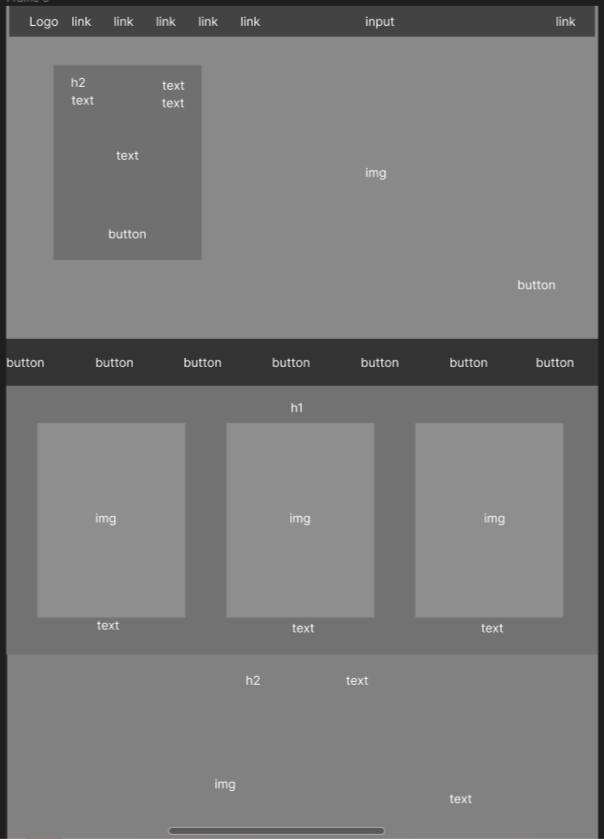 Logo link link link link link input link
h2 text
text text
text
img
button
button
button button button button button button button
h1
img img img
text text text
h2 text
img
text